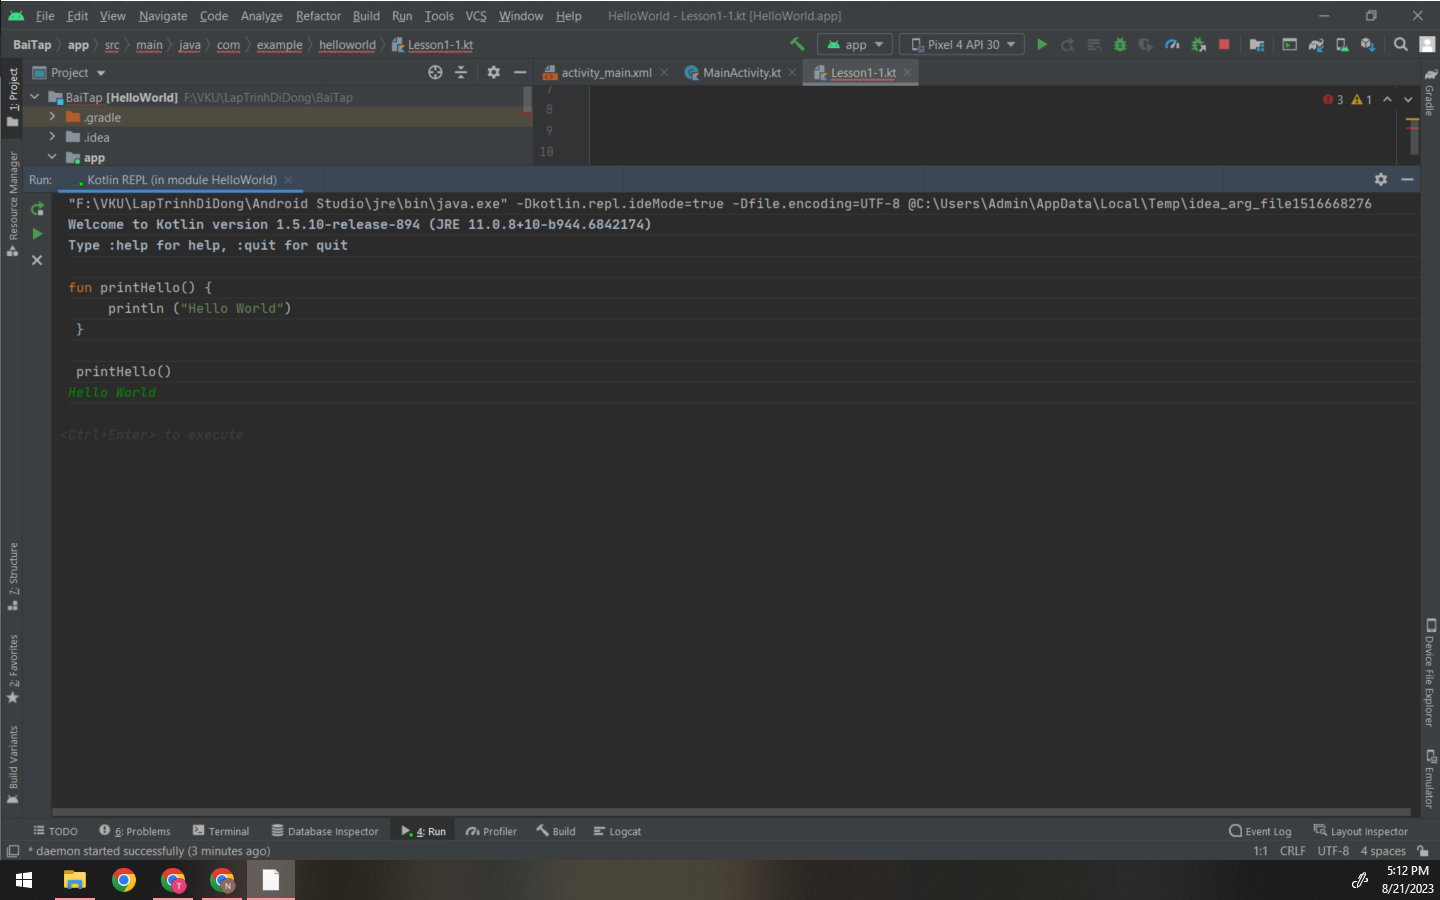 File Edit View Navigate Code Analyze Refactor Build Run Tools VCS Window Help HelloWorld - Lesson1-1.kt [HelloWorld.app]
BaiTap app src main java com example helloworld Lesson1-1.kt app Pixel 4 API 30
Project activity_main.xml MainActivity.kt Lesson1-1.kt
BaiTap [HelloWorld] F:\VKU\LapTrinhDiDong\BaiTap
.gradle
.idea
app
7
8
9
10
3 1
1: Project
Resource Manager
7: Structure
2: Favorites
Build Variants
Gradle
Device File Explorer
Emulator
Run: Kotlin REPL (in module HelloWorld)
"F:\VKU\LapTrinhDiDong\Android Studio\jre\bin\java.exe" -Dkotlin.repl.ideMode=true -Dfile.encoding=UTF-8 @C:\Users\Admin\AppData\Local\Temp\idea_arg_file1516668276
Welcome to Kotlin version 1.5.10-release-894 (JRE 11.0.8+10-b944.6842174)
Type :help for help, :quit for quit
fun printHello() {
println ("Hello World")
}
printHello()
Hello World
<Ctrl+Enter> to execute
TODO 6: Problems Terminal Database Inspector 4: Run Profiler Build Logcat Event Log Layout Inspector
* daemon started successfully (3 minutes ago) 1:1 CRLF UTF-8 4 spaces
T N
5:12 PM
8/21/2023